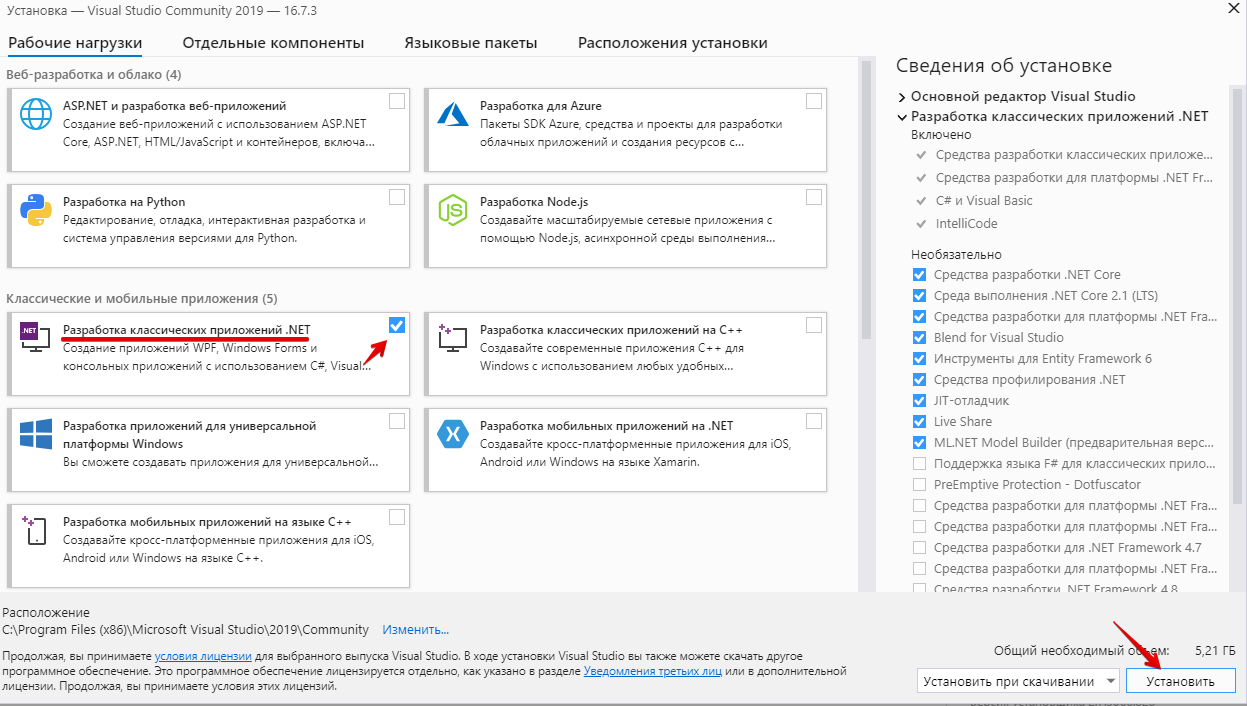 Установка — Visual Studio Community 2019 — 16.7.3
Рабочие нагрузки
Отдельные компоненты
Языковые пакеты
Расположения установки
Веб-разработка и облако (4)
ASP.NET и разработка веб-приложений
Создание веб-приложений с использованием ASP.NET
Core, ASP.NET, HTML/JavaScript и контейнеров, включа...
Разработка для Azure
Пакеты SDK Azure, средства и проекты для разработки
облачных приложений и создания ресурсов с...
Разработка на Python
Редактирование, отладка, интерактивная разработка и
система управления версиями для Python.
Разработка Node.js
Создавайте масштабируемые сетевые приложения с
помощью Node.js, асинхронной среды выполнения...
Классические и мобильные приложения (5)
.NET
Разработка классических приложений .NET
Создание приложений WPF, Windows Forms и
консольных приложений с использованием C#, Visual...
Разработка классических приложений на C++
Создавайте современные приложения C++ для
Windows с использованием любых удобных...
Разработка приложений для универсальной
платформы Windows
Вы сможете создавать приложения для универсальной...
Разработка мобильных приложений на .NET
Создавайте кросс-платформенные приложения для iOS,
Android или Windows на языке Xamarin.
Разработка мобильных приложений на языке C++
Создавайте кросс-платформенные приложения для iOS,
Android или Windows на языке C++.
Сведения об установке
Основной редактор Visual Studio
Разработка классических приложений .NET
Включено
Средства разработки классических приложе...
Средства разработки для платформы .NET Fr...
C# и Visual Basic
IntelliCode
Необязательно
Средства разработки .NET Core
Среда выполнения .NET Core 2.1 (LTS)
Средства разработки для платформы .NET Fra...
Blend for Visual Studio
Инструменты для Entity Framework 6
Средства профилирования .NET
JIT-отладчик
Live Share
ML.NET Model Builder (предварительная верс...
Поддержка языка F# для классических прило...
PreEmptive Protection - Dotfuscator
Средства разработки для платформы .NET Fra...
Средства разработки для платформы .NET Fra...
Средства разработки для .NET Framework 4.7
Средства разработки для платформы .NET Fra...
Средства разработки .NET Framework 4.8
Расположение
C:\Program Files (x86)\Microsoft Visual Studio\2019\Community
Изменить...
Продолжая, вы принимаете условия лицензии для выбранного выпуска Visual Studio. В ходе установки Visual Studio вы также можете скачать другое
программное обеспечение. Это программное обеспечение лицензируется отдельно, как указано в разделе Уведомления третьих лиц или в дополнительной
лицензии. Продолжая, вы принимаете условия этих лицензий.
Общий необходимый объем: 5,21 ГБ
Установить при скачивании
Установить